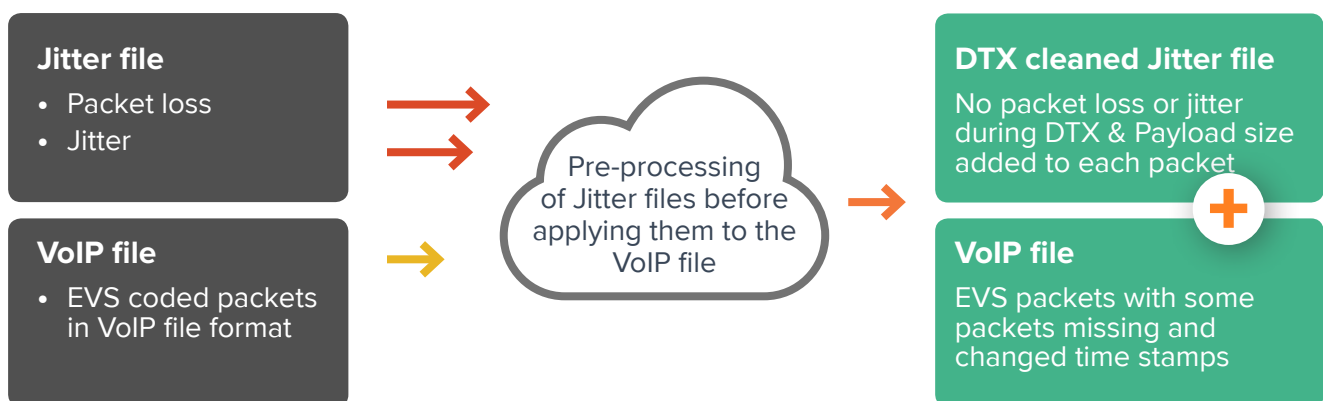 Jitter file
• Packet loss
• Jitter
VoIP file
• EVS coded packets
in VoIP file format
Pre-processing
of Jitter files before
applying them to the
VoIP file
DTX cleaned Jitter file
No packet loss or jitter
during DTX & Payload size
added to each packet
+
VoIP file
EVS packets with some
packets missing and
changed time stamps